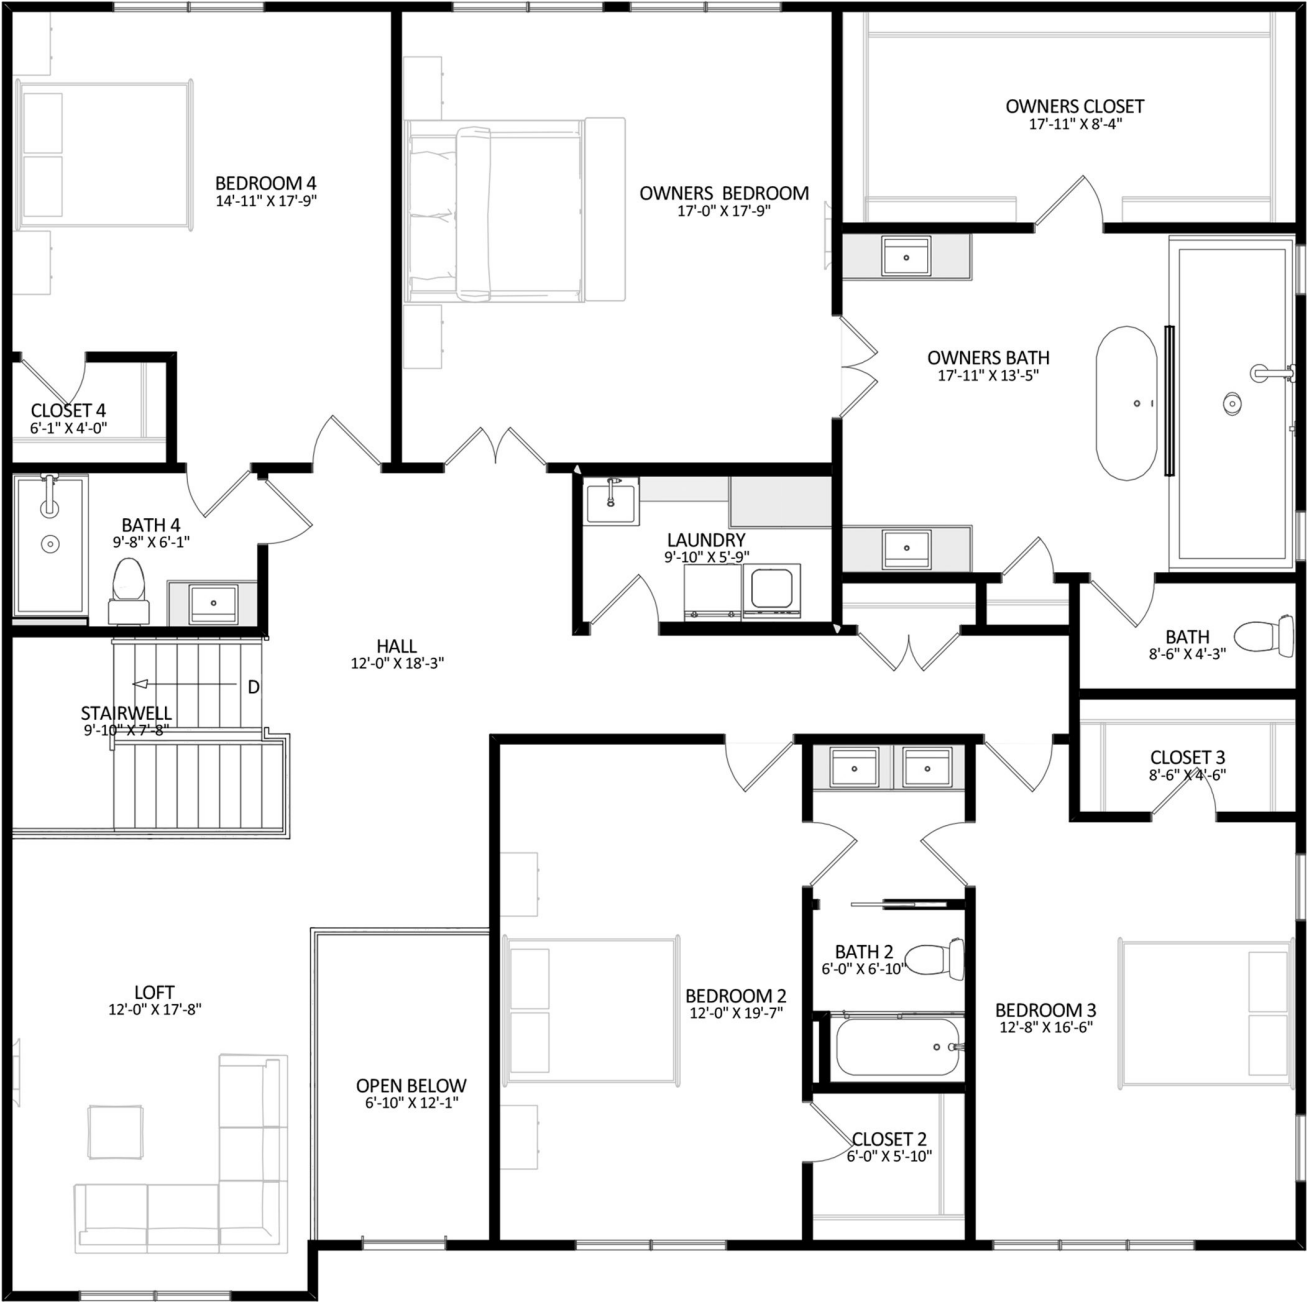 OWNERS CLOSET
17'-11" X 8'-4"
BEDROOM 4
14'-11" X 17'-9"
OWNERS BEDROOM
17'-0" X 17'-9"
OWNERS BATH
17'-11" X 13'-5"
CLOSET 4
6'-1" X 4'-0"
BATH 4
9'-8" X 6'-1"
LAUNDRY
9'-10" X 5'-9"
HALL
12'-0" X 18'-3"
BATH
8'-6" X 4'-3"
D
STAIRWELL
9'-10" X 7'-8"
CLOSET 3
8'-6" X 4'-6"
BATH 2
6'-0" X 6'-10"
LOFT
12'-0" X 17'-8"
BEDROOM 2
12'-0" X 19'-7"
BEDROOM 3
12'-8" X 16'-6"
OPEN BELOW
6'-10" X 12'-1"
CLOSET 2
6'-0" X 5'-10"